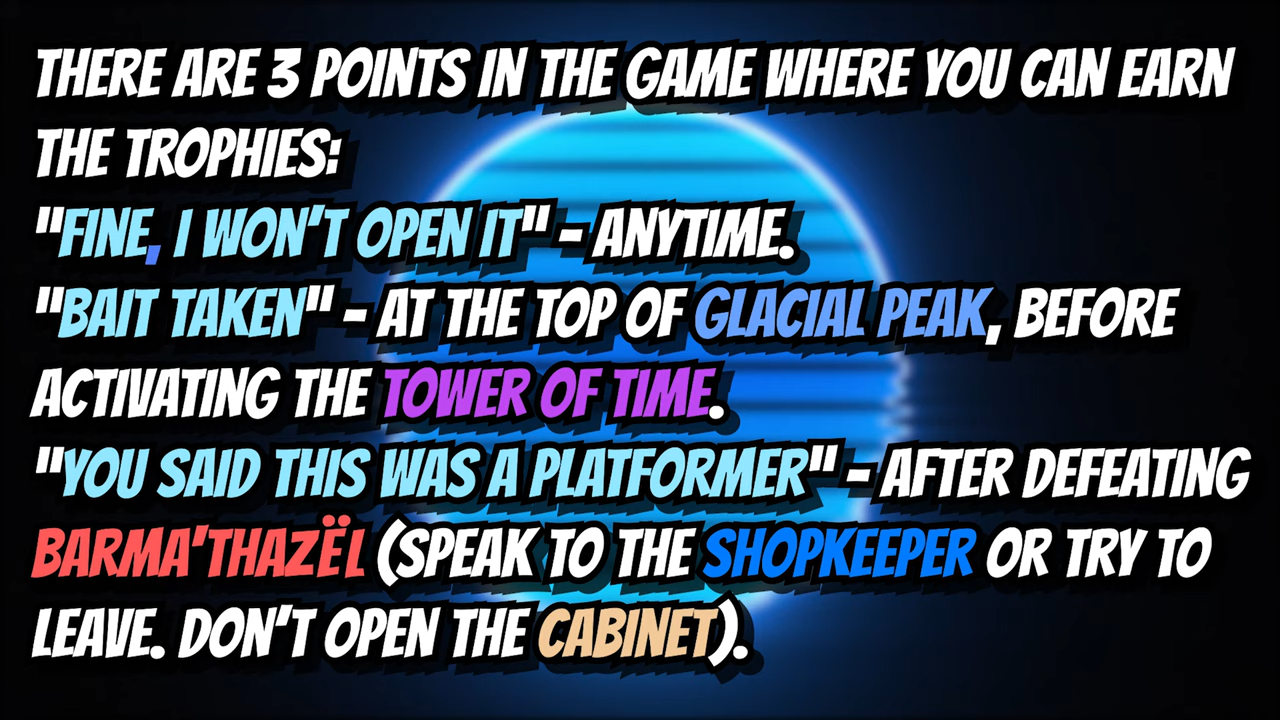 THERE ARE 3 POINTS IN THE GAME WHERE YOU CAN EARN
THE TROPHIES:
"FINE, I WON'T OPEN IT" - ANYTIME.
"BAIT TAKEN" - AT THE TOP OF GLACIAL PEAK, BEFORE
ACTIVATING THE TOWER OF TIME.
"YOU SAID THIS WAS A PLATFORMER" - AFTER DEFEATING
BARMA'THAZËL (SPEAK TO THE SHOPKEEPER OR TRY TO
LEAVE. DON'T OPEN THE CABINET).